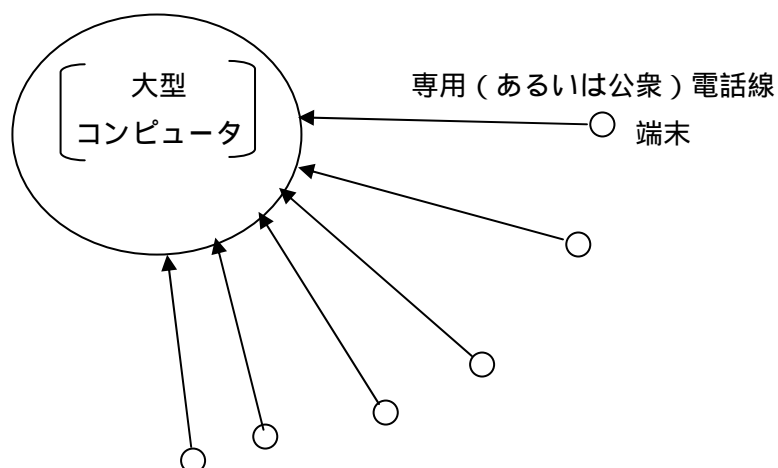 大型
コンピュータ
専用(あるいは公衆)電話線
端末